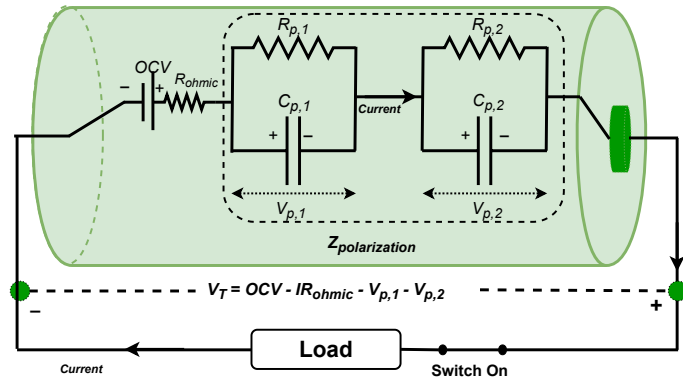 OCV
− +
R_ohmic
R_p,1
C_p,1
+ −
V_p,1
Current
R_p,2
C_p,2
+ −
V_p,2
Z_polarization
V_T = OCV - IR_ohmic - V_p,1 - V_p,2
− +
Load
Current
Switch On